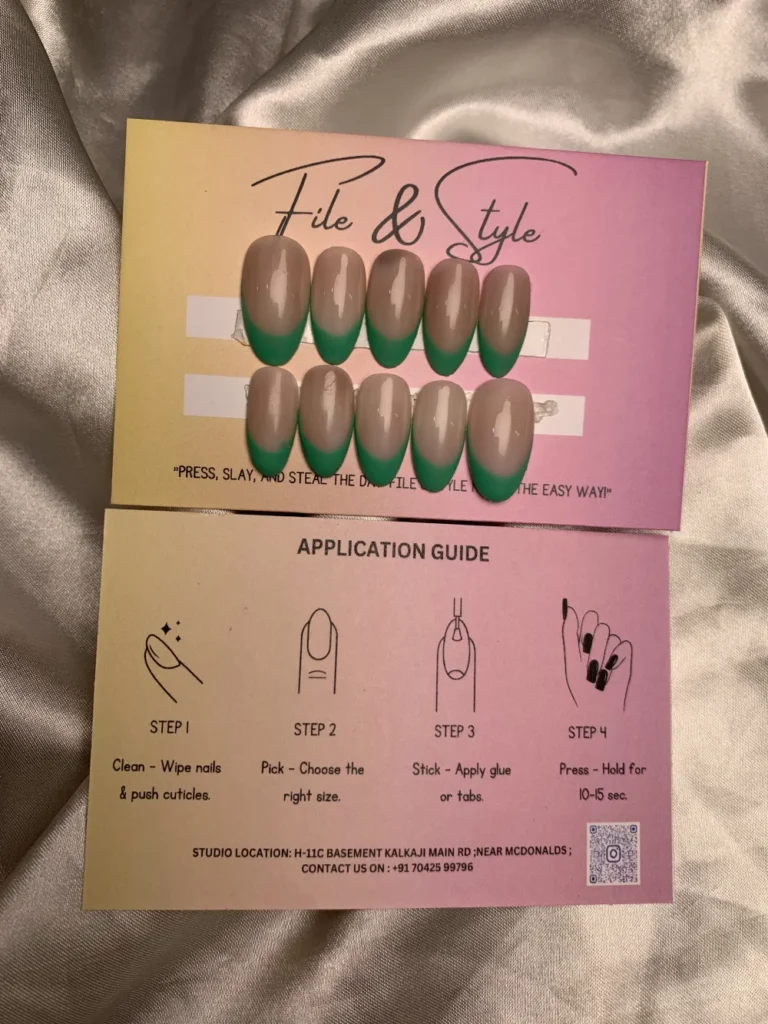 File & Style
"PRESS, SLAY, AND STEAL THE FILE THE EASY WAY!"
APPLICATION GUIDE
STEP 1
STEP 2
STEP 3
STEP 4
Clean - Wipe nails
& push cuticles.
Pick - Choose the
right size.
Stick - Apply glue
or tabs.
Press - Hold for
10-15 sec.
STUDIO LOCATION: H-11C BASEMENT KALKAJI MAIN RD ;NEAR MCDONALDS ;
CONTACT US ON : +91 70425 99796